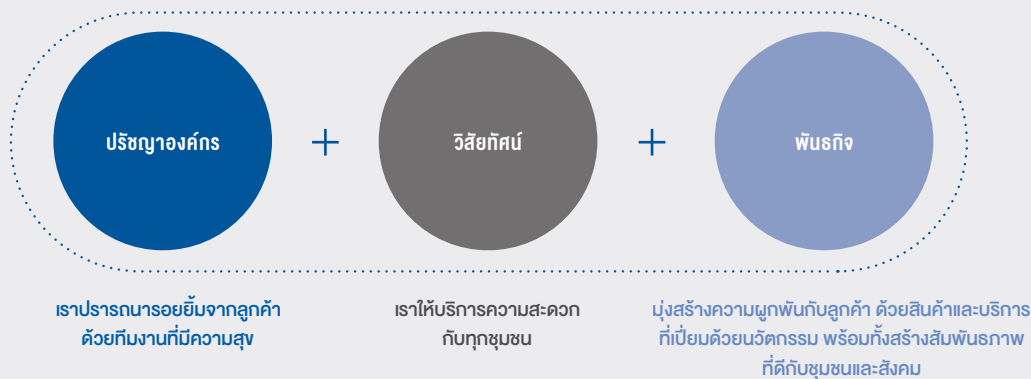 ปรัชญาองค์กร + วิสัยทัศน์ + พันธกิจ
เราปรารถนารอยยิ้มจากลูกค้า
ด้วยทีมงานที่มีความสุข
เราให้บริการความสะดวก
กับทุกชุมชน
มุ่งสร้างความผูกพันกับลูกค้า ด้วยสินค้าและบริการ
ที่เปี่ยมด้วยนวัตกรรม พร้อมทั้งสร้างสัมพันธภาพ
ที่ดีกับชุมชนและสังคม